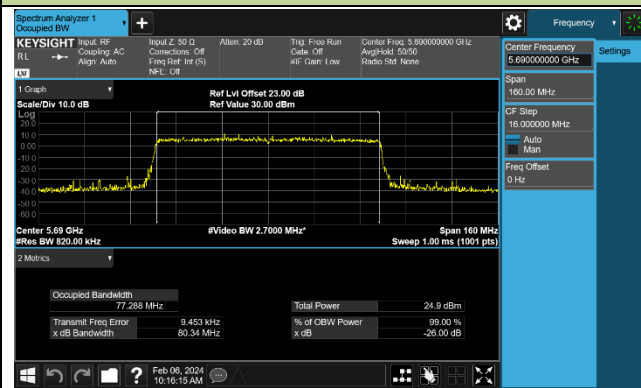 Spectrum Analyzer 1
Occupied BW
+
Frequency
KEYSIGHT
Input: RF
Coupling: AC
Align: Auto
Input Z: 50 Ω
Corrections: Off
Freq Ref: Int (S)
NFE: Off
Atten: 20 dB
Trig: Free Run
Gate: Off
#IF Gain: Low
Center Freq: 5.690000000 GHz
Avg|Hold: 50/50
Radio Std: None
RL
LXI
Center Frequency
5.690000000 GHz
Settings
Span
160.00 MHz
CF Step
16.000000 MHz
Auto
Man
Freq Offset
0 Hz
1 Graph
Scale/Div 10.0 dB
Ref Lvl Offset 23.00 dB
Ref Value 30.00 dBm
Log
20.0
10.0
0.00
-10.0
-20.0
-30.0
-40.0
-50.0
-60.0
Center 5.69 GHz
#Video BW 2.7000 MHz*
Span 160 MHz
#Res BW 820.00 kHz
Sweep 1.00 ms (1001 pts)
2 Metrics
Occupied Bandwidth
77.288 MHz
Total Power 24.9 dBm
Transmit Freq Error 9.453 kHz
% of OBW Power 99.00 %
x dB Bandwidth 80.34 MHz
x dB -26.00 dB
?
Feb 06, 2024
10:16:15 AM